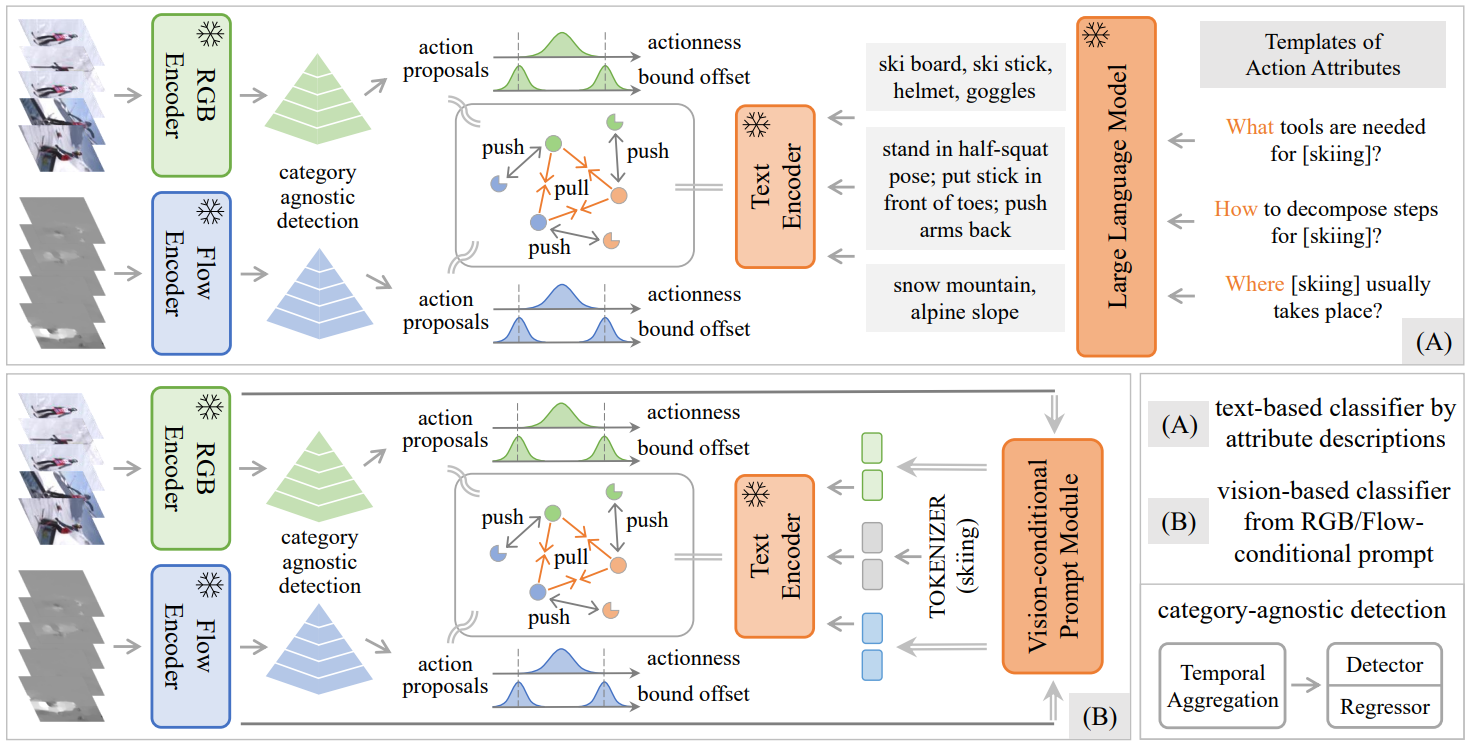 RGB
Encoder
Flow
Encoder
category
agnostic
detection
action
proposals
actionness
bound offset
push
push
pull
push
action
proposals
actionness
bound offset
Text
Encoder
ski board, ski stick,
helmet, goggles
stand in half-squat
pose; put stick in
front of toes; push
arms back
snow mountain,
alpine slope
Large Language Model
Templates of
Action Attributes
What tools are needed
for [skiing]?
How to decompose steps
for [skiing]?
Where [skiing] usually
takes place?
(A)
RGB
Encoder
Flow
Encoder
category
agnostic
detection
action
proposals
actionness
bound offset
push
push
pull
push
action
proposals
actionness
bound offset
Text
Encoder
TOKENIZER
(skiing)
Vision-conditional
Prompt Module
(B)
(A)
text-based classifier by
attribute descriptions
(B)
vision-based classifier
from RGB/Flow-
conditional prompt
category-agnostic detection
Temporal
Aggregation
Detector
Regressor